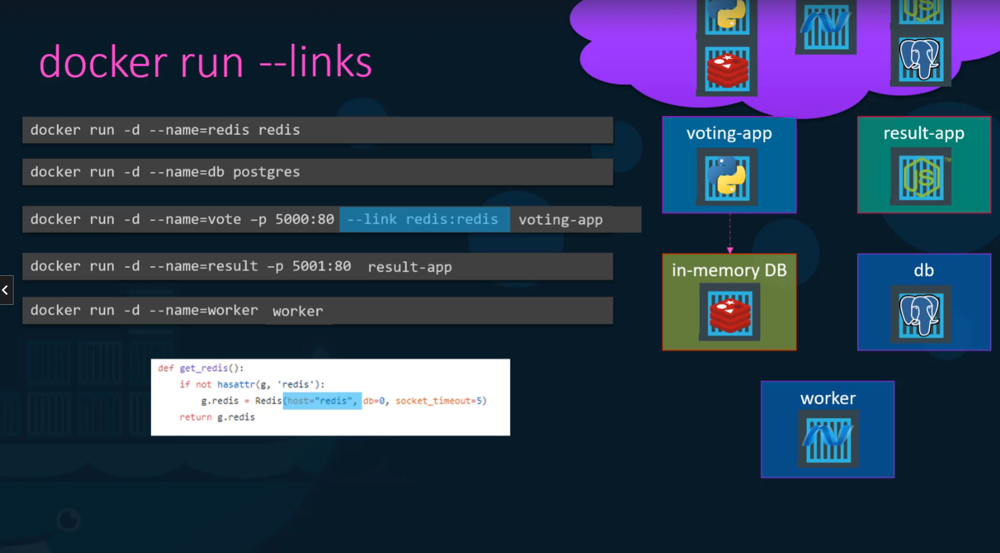 docker run --links
docker run -d --name=redis redis
docker run -d --name=db postgres
docker run -d --name=vote –p 5000:80 --link redis:redis voting-app
docker run -d --name=result –p 5001:80 result-app
docker run -d --name=worker worker
def get_redis():
if not hasattr(g, 'redis'):
g.redis = Redis(host="redis", db=0, socket_timeout=5)
return g.redis
JS
voting-app
result-app
JS
TM
in-memory DB
db
worker